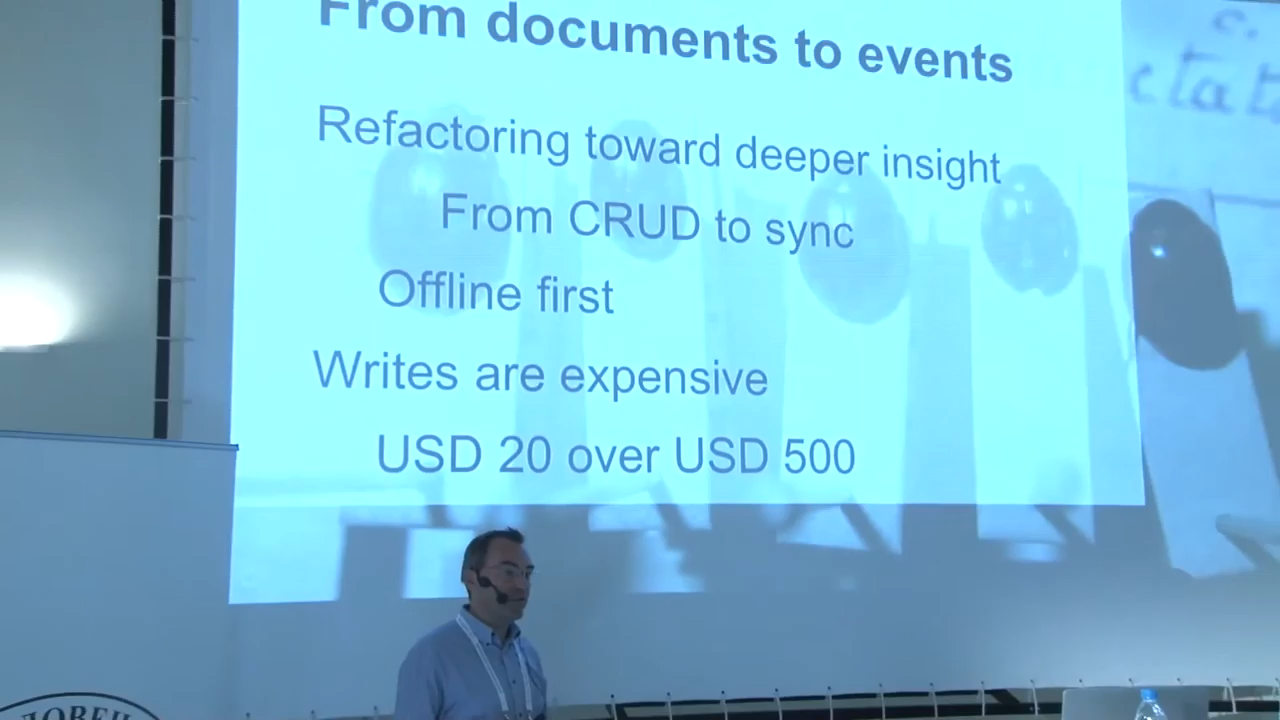 From documents to events
Refactoring toward deeper insight
From CRUD to sync
Offline first
Writes are expensive
USD 20 over USD 500